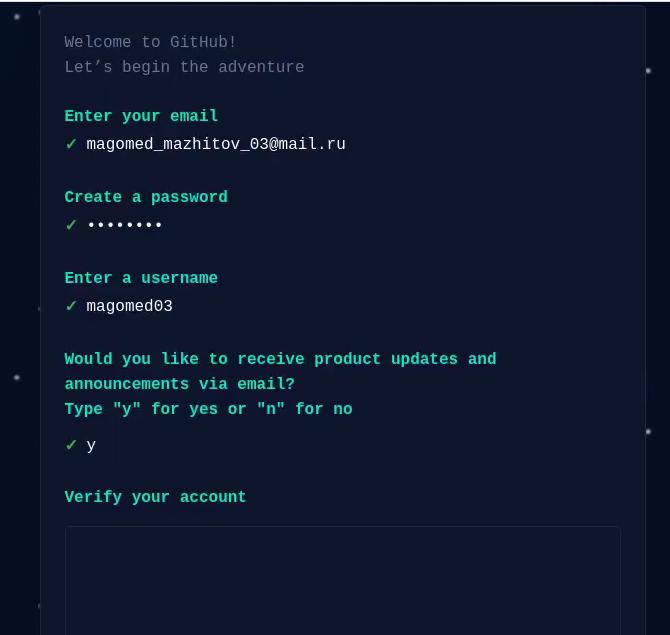 Welcome to GitHub!
Let’s begin the adventure
Enter your email
✓ magomed_mazhitov_03@mail.ru
Create a password
✓ ••••••••
Enter a username
✓ magomed03
Would you like to receive product updates and
announcements via email?
Type "y" for yes or "n" for no
✓ y
Verify your account